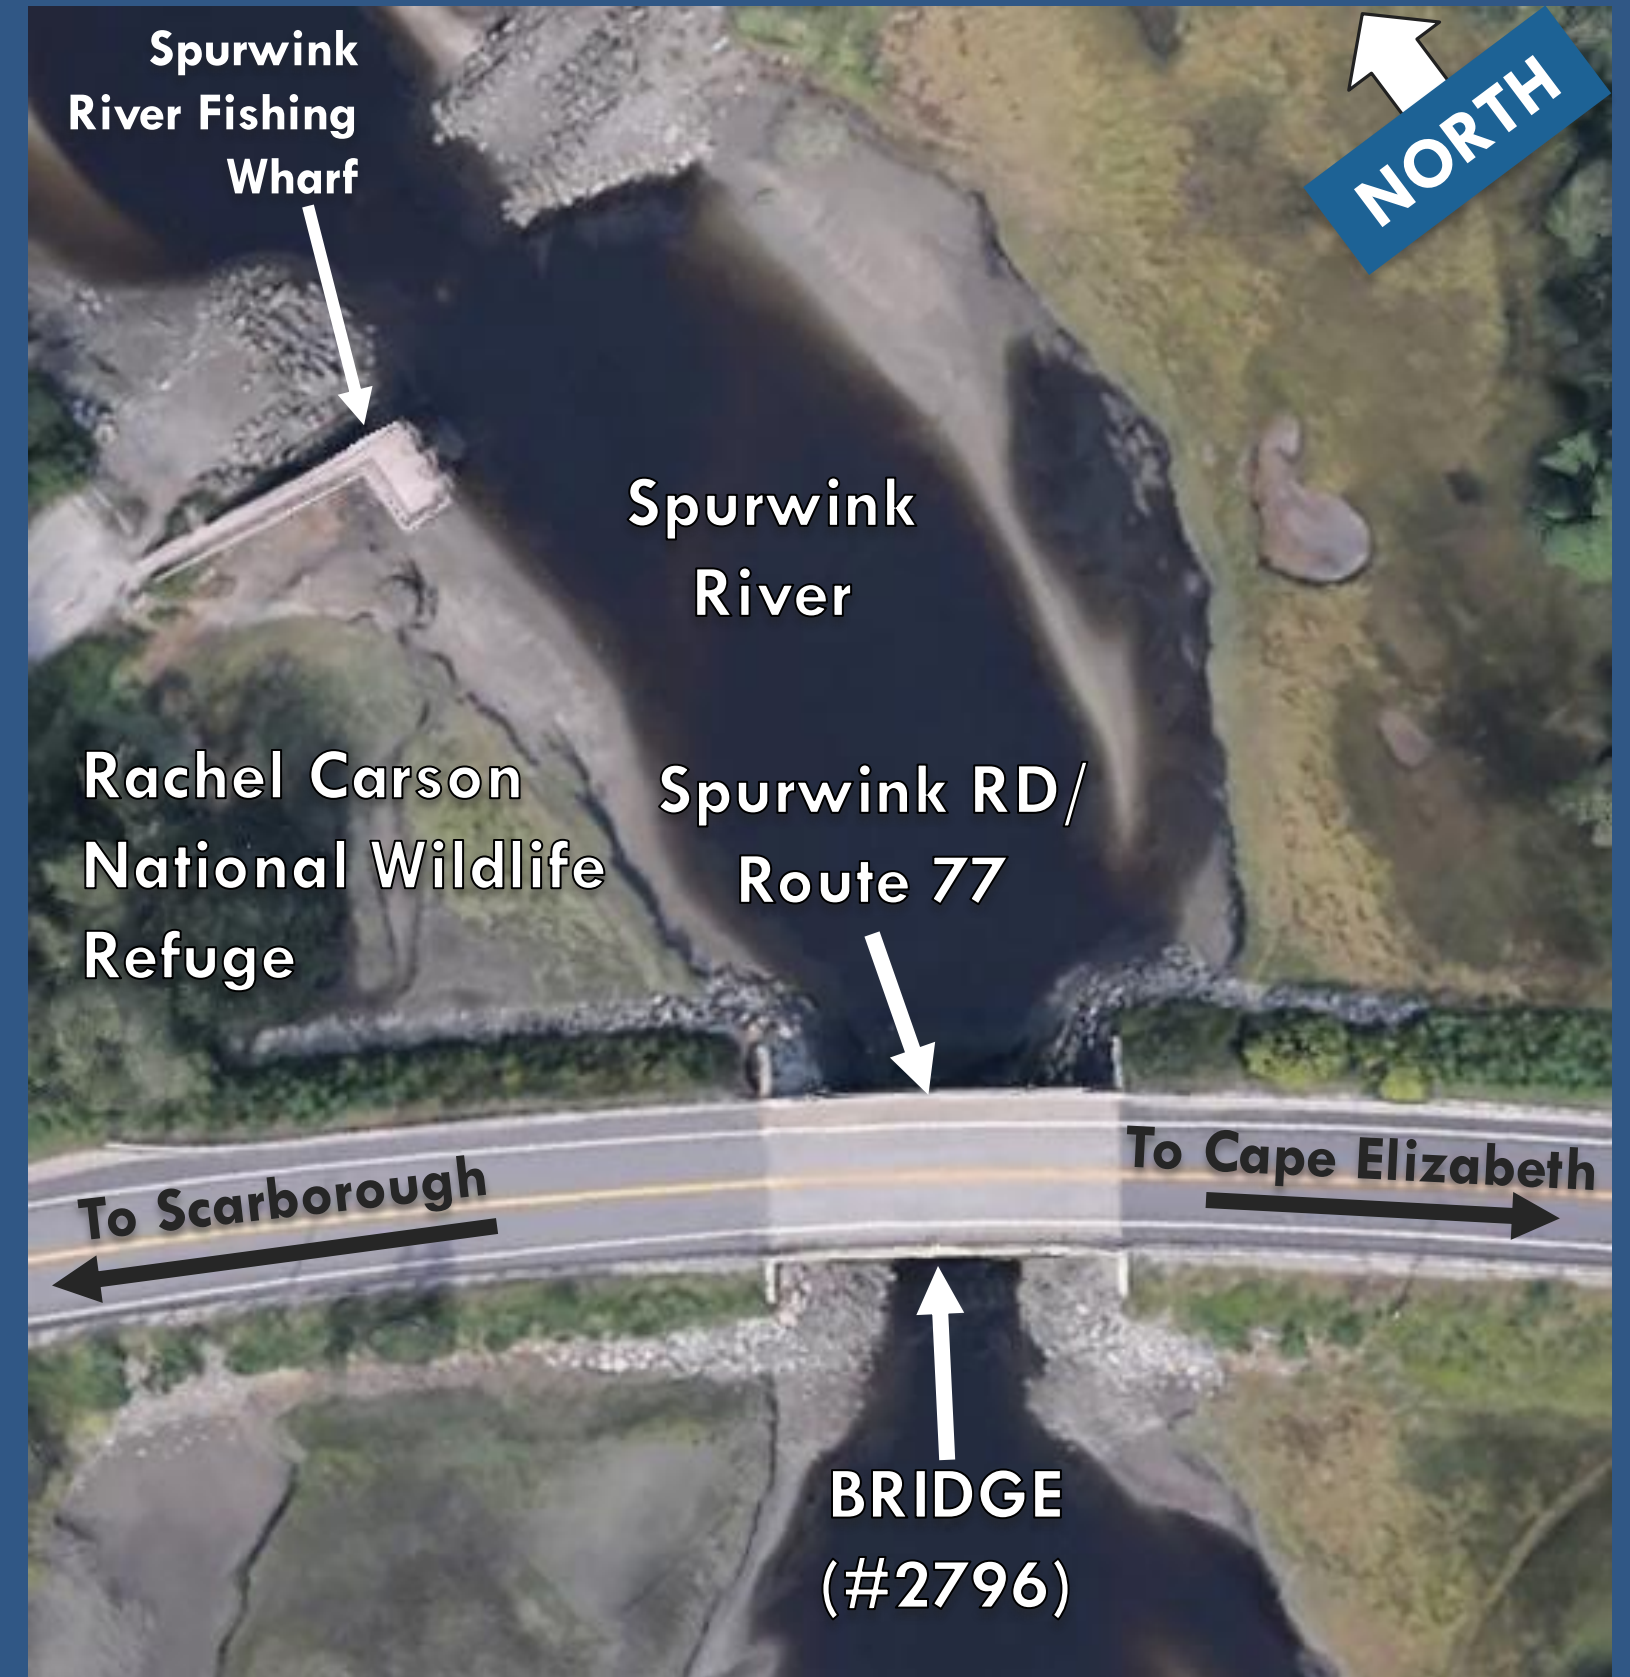 Spurwink
River Fishing
Wharf
NORTH
Spurwink
River
Rachel Carson
National Wildlife
Refuge
Spurwink RD/
Route 77
To Scarborough
To Cape Elizabeth
BRIDGE
(#2796)